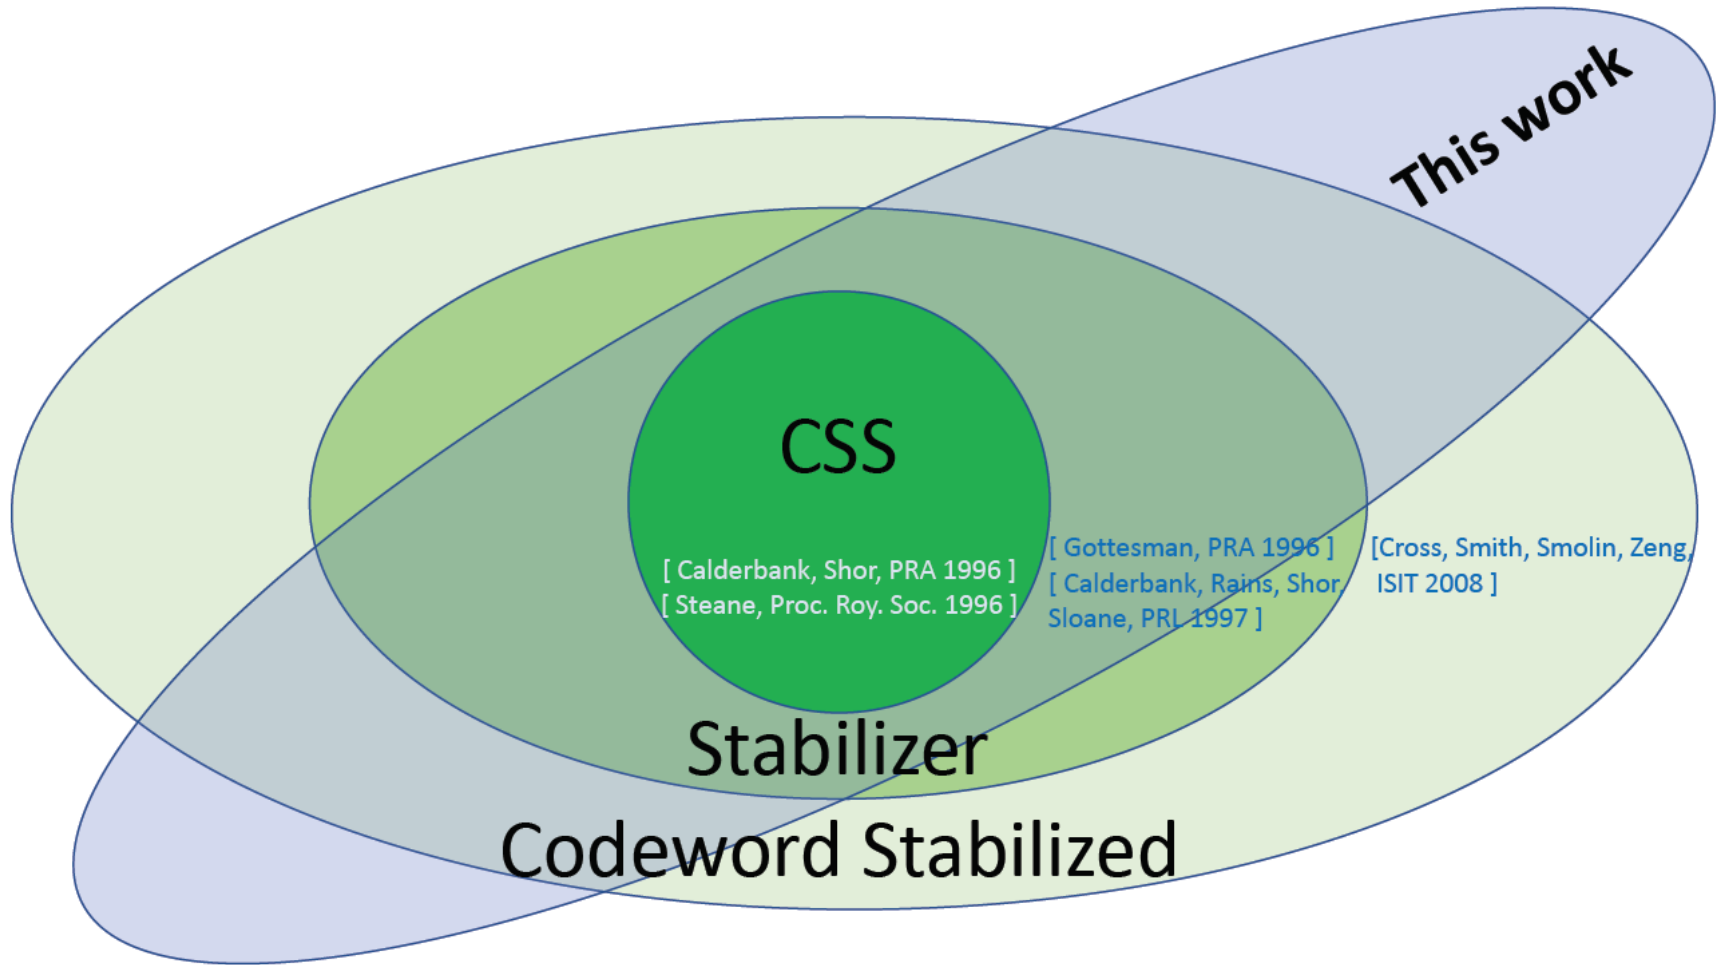 This work
CSS
[ Calderbank, Shor, PRA 1996 ]
[ Steane, Proc. Roy. Soc. 1996 ]
[ Gottesman, PRA 1996 ]
[ Calderbank, Rains, Shor,
Sloane, PRL 1997 ]
[Cross, Smith, Smolin, Zeng,
ISIT 2008 ]
Stabilizer
Codeword Stabilized